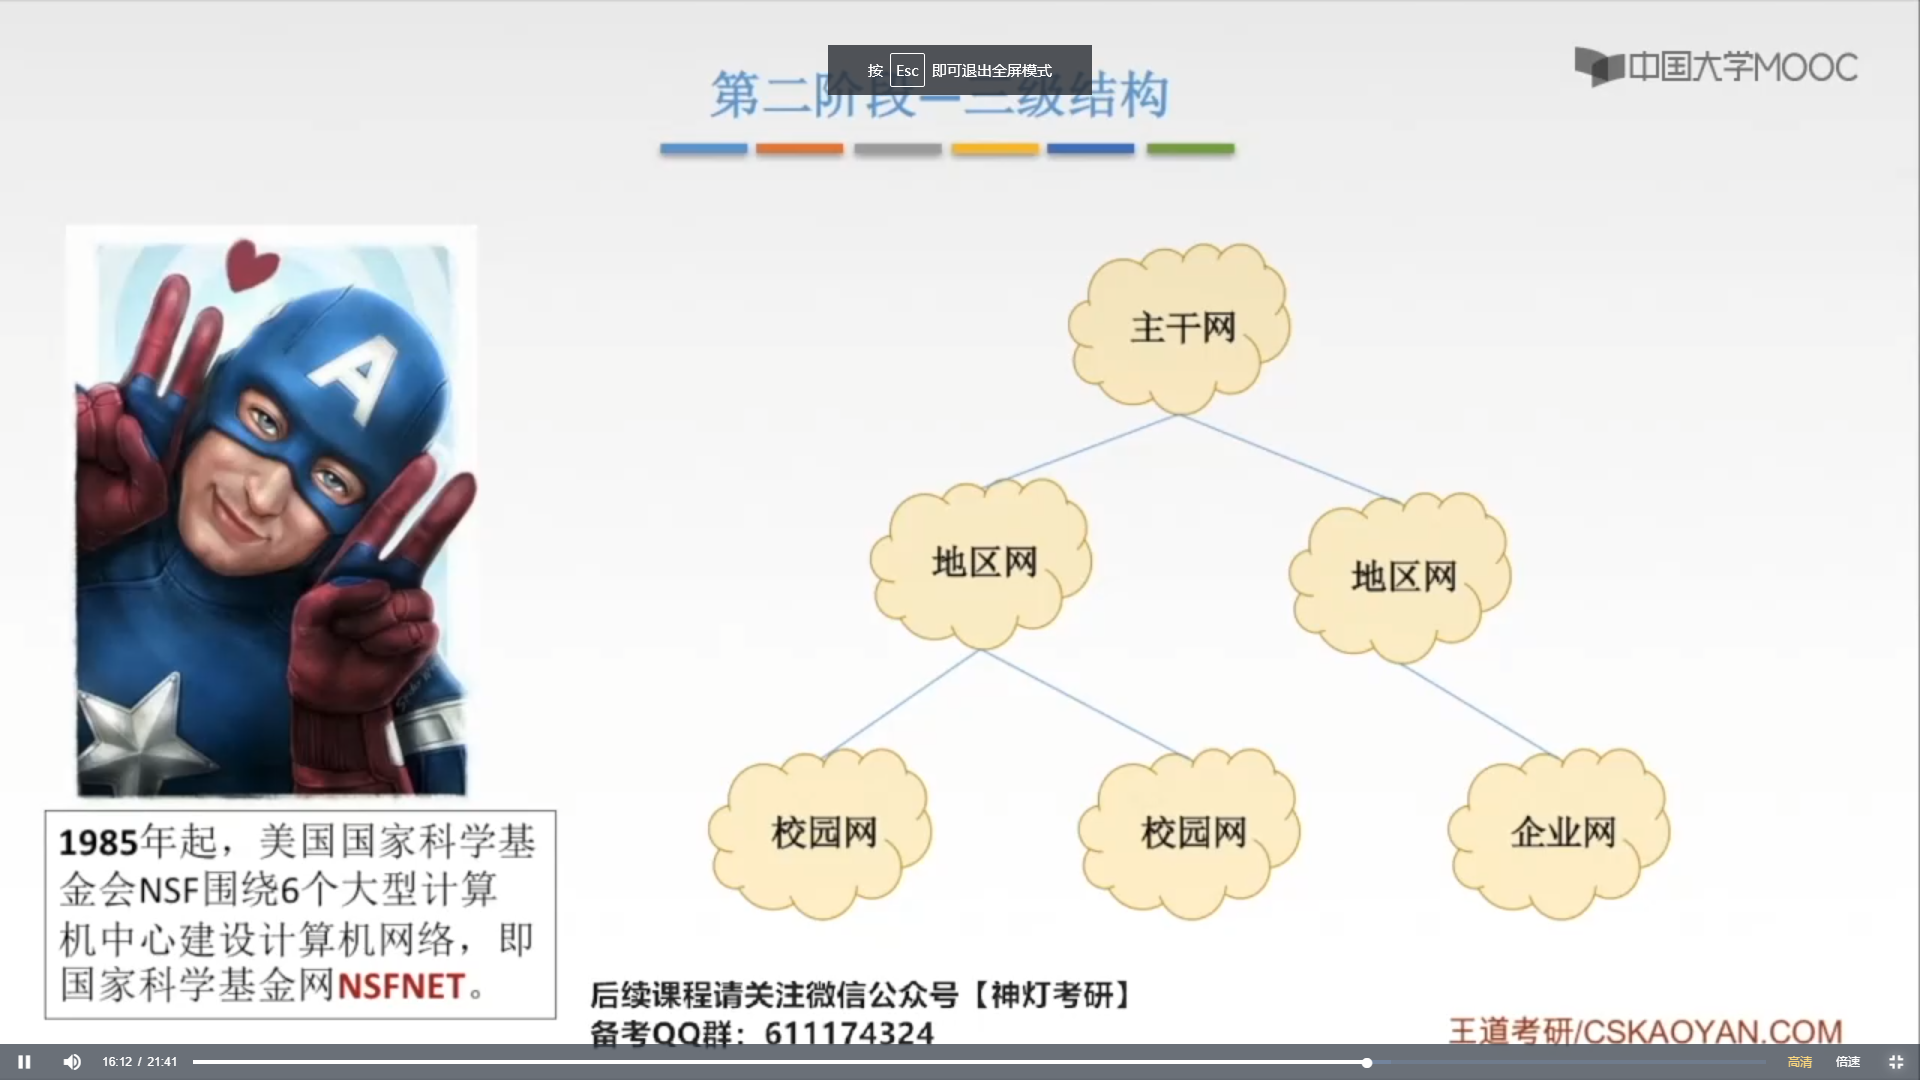 按 Esc 即可退出全屏模式
中国大学MOOC
第二阶段—三级结构
A
主干网
地区网
地区网
校园网
校园网
企业网
1985年起，美国国家科学基
金会NSF围绕6个大型计算
机中心建设计算机网络，即
国家科学基金网NSFNET。
后续课程请关注微信公众号【神灯考研】
备考QQ群：611174324
王道考研/CSKAOYAN.COM
16:12 / 21:41
高清
倍速